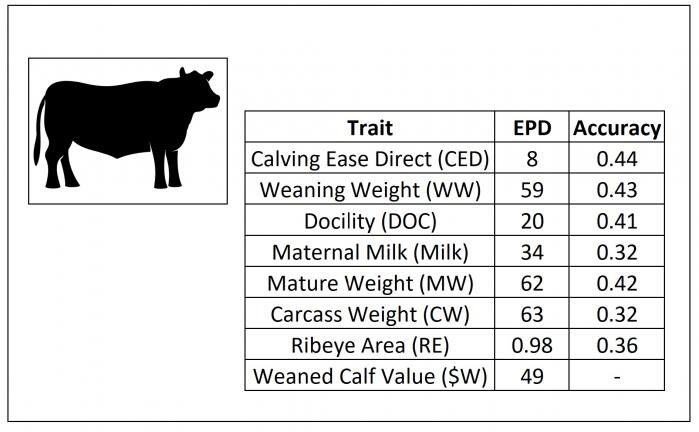 Trait EPD Accuracy
Calving Ease Direct (CED) 8 0.44
Weaning Weight (WW) 59 0.43
Docility (DOC) 20 0.41
Maternal Milk (Milk) 34 0.32
Mature Weight (MW) 62 0.42
Carcass Weight (CW) 63 0.32
Ribeye Area (RE) 0.98 0.36
Weaned Calf Value ($W) 49 -